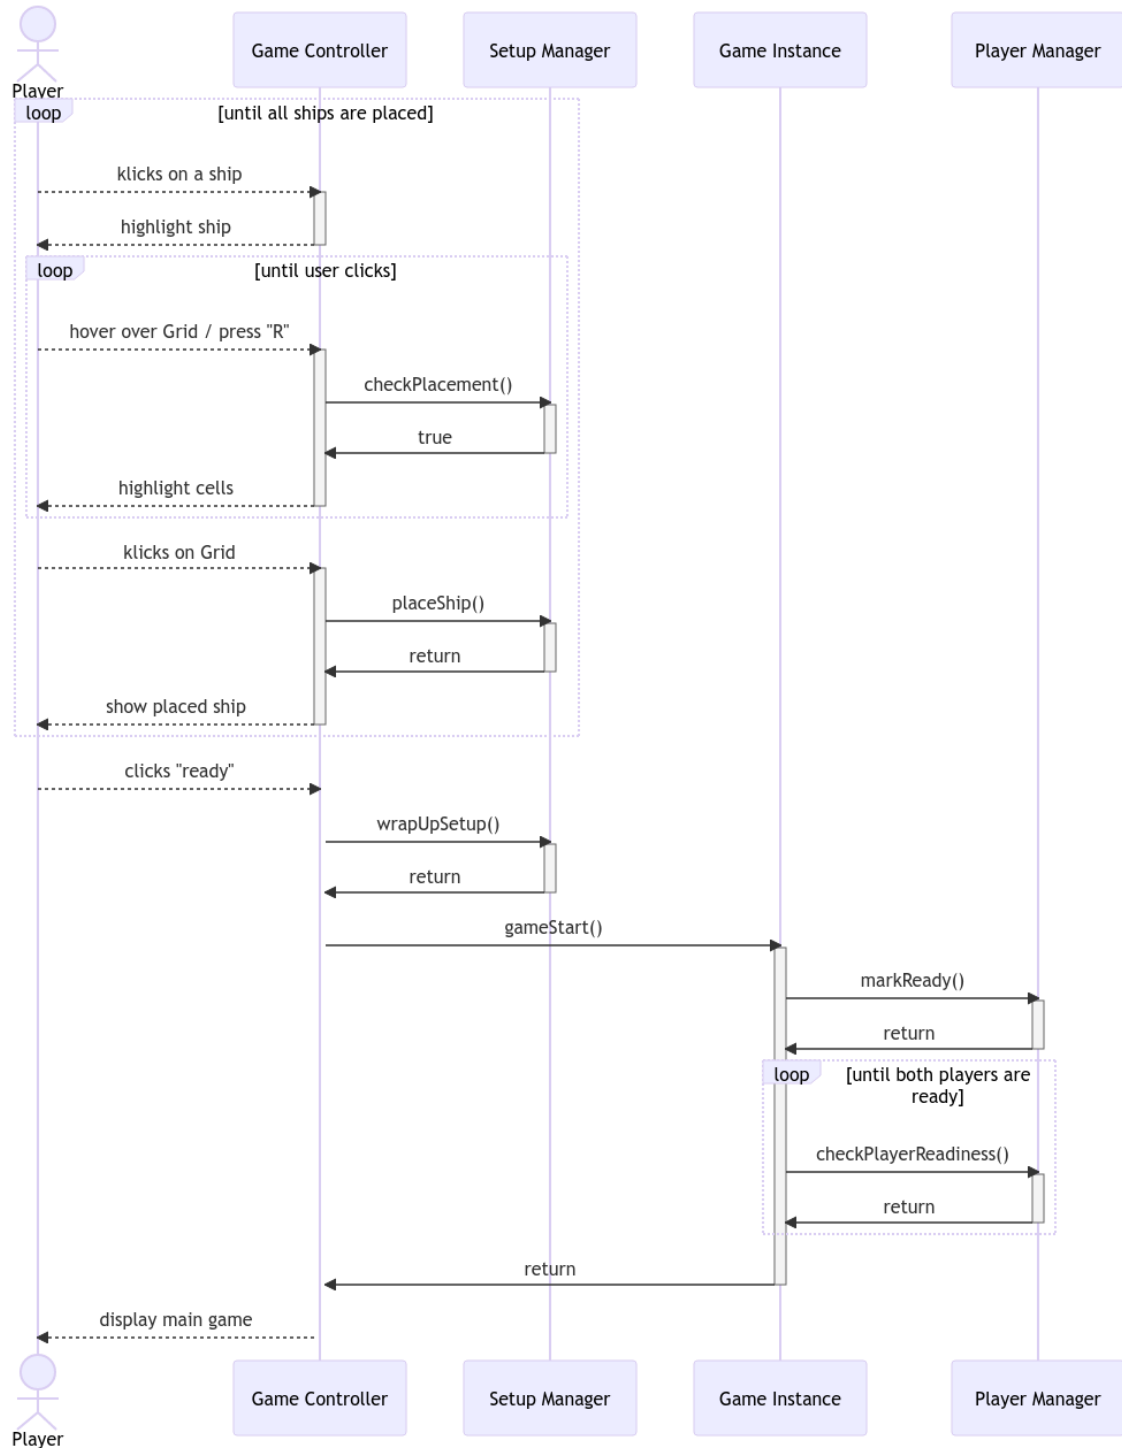 Game Controller
Setup Manager
Game Instance
Player Manager
Player
loop
[until all ships are placed]
klicks on a ship
highlight ship
loop
[until user clicks]
hover over Grid / press "R"
checkPlacement()
true
highlight cells
klicks on Grid
placeShip()
return
show placed ship
clicks "ready"
wrapUpSetup()
return
gameStart()
markReady()
return
loop
[until both players are
ready]
checkPlayerReadiness()
return
return
display main game
Game Controller
Setup Manager
Game Instance
Player Manager
Player